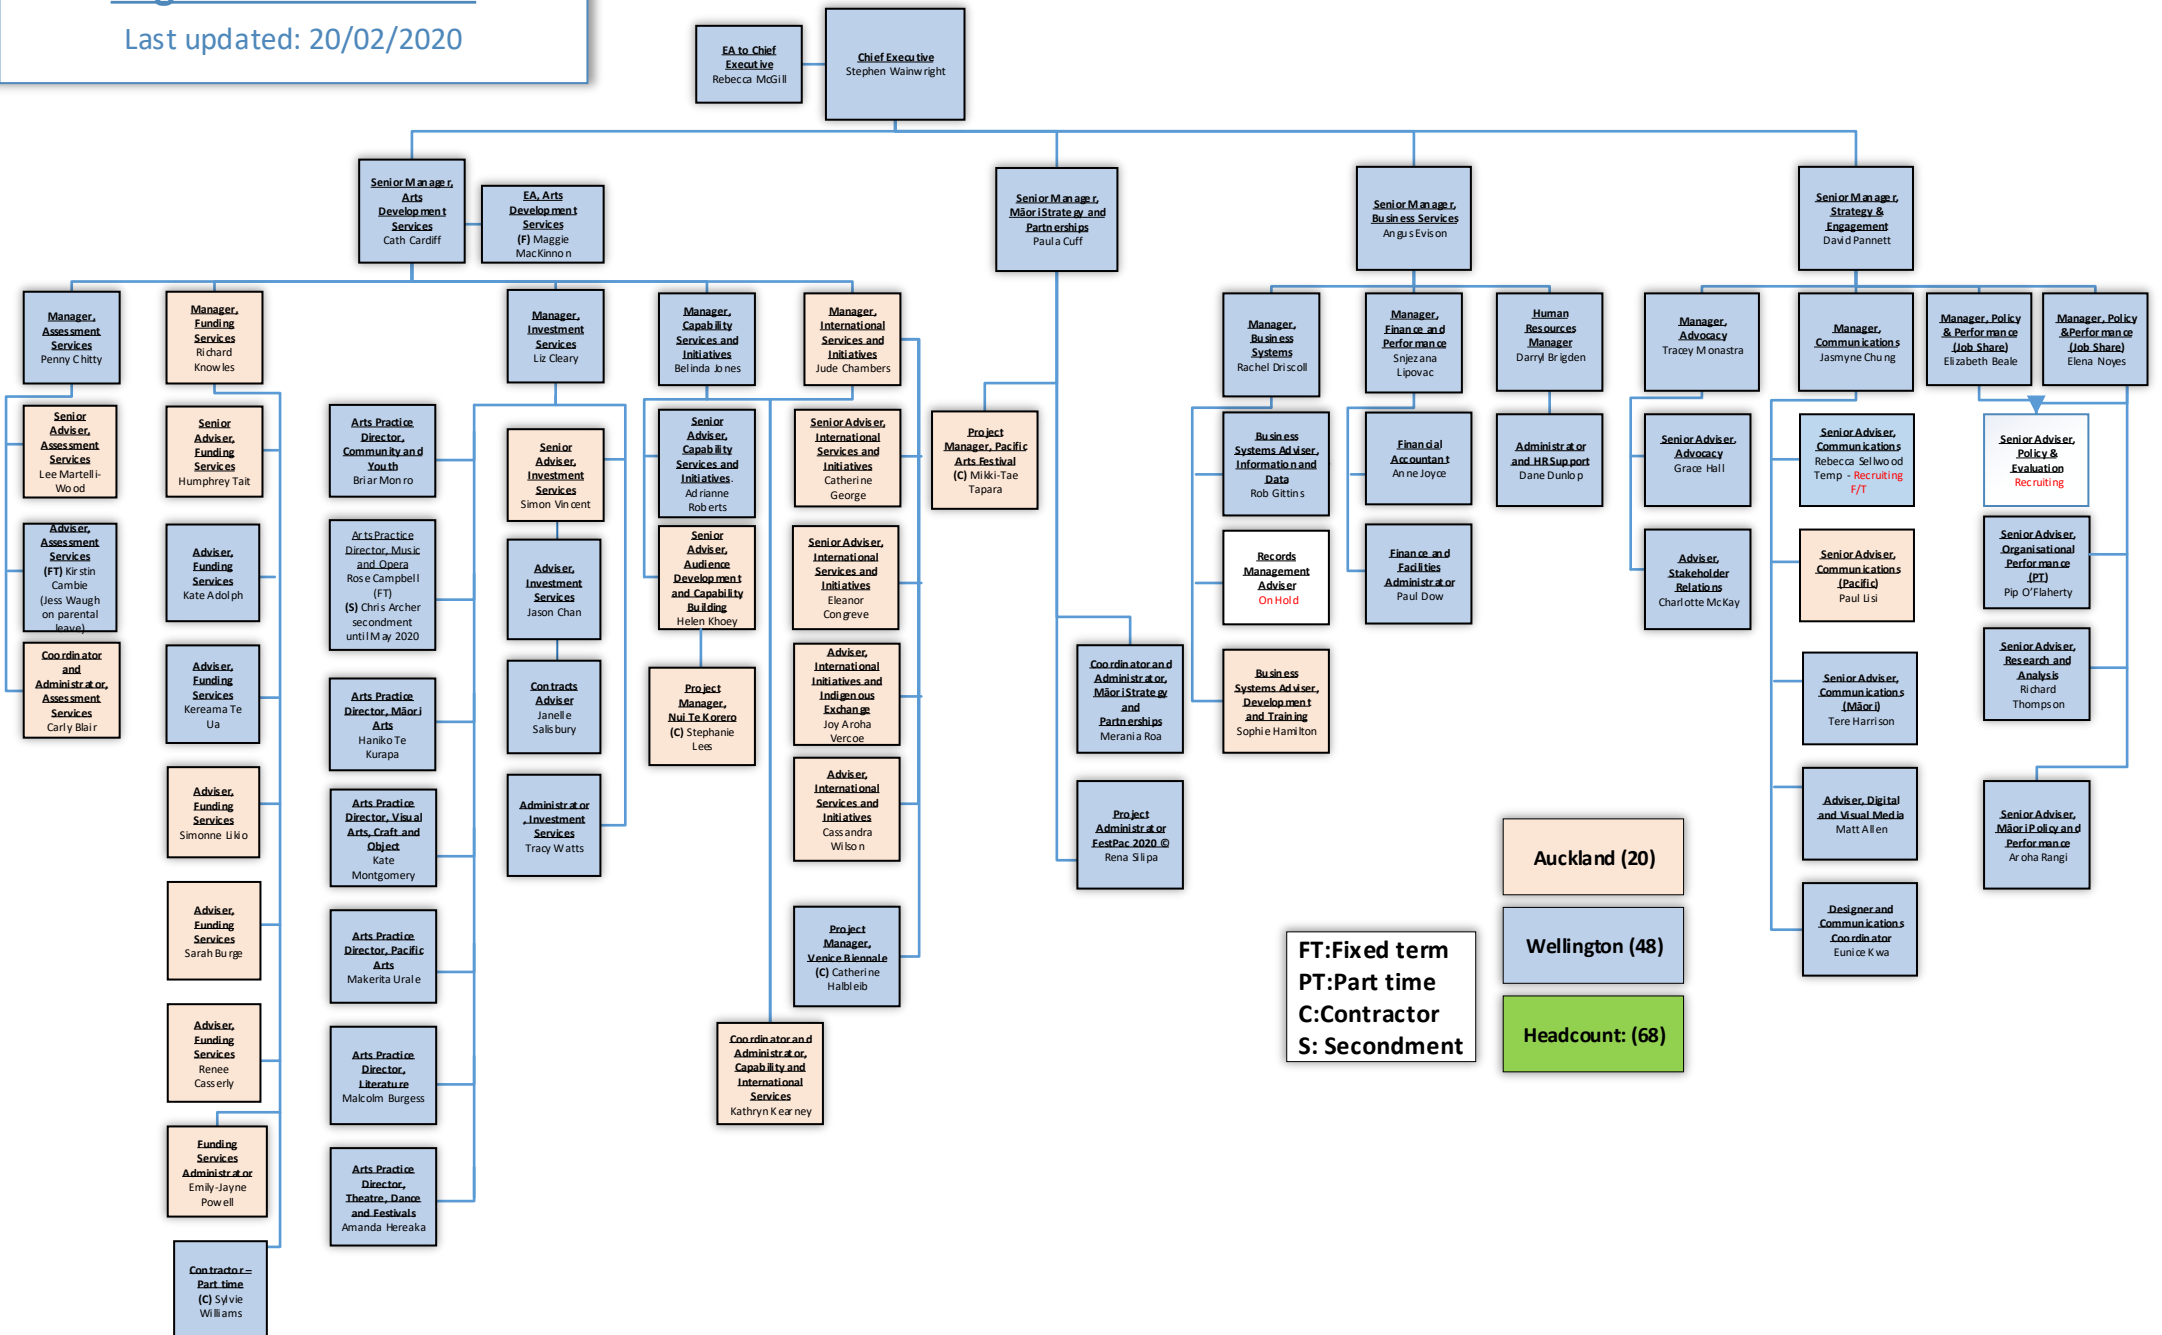 Last updated: 20/02/2020
EA to Chief
Executive
Rebecca McGill
Chief Executive
Stephen Wainwright
Senior Manager,
Arts
Development
Services
Cath Cardiff
EA, Arts
Development
Services
(F) Maggie
MacKinnon
Senior Manager,
Māori Strategy and
Partnerships
Paula Cuff
Senior Manager,
Business Services
Angus Evison
Senior Manager,
Strategy &
Engagement
David Pannett
Manager,
Assessment
Services
Penny Chitty
Manager,
Funding
Services
Richard
Knowles
Manager,
Investment
Services
Liz Cleary
Manager,
Capability
Services and
Initiatives
Belinda Jones
Manager,
International
Services and
Initiatives
Jude Chambers
Manager,
Business
Systems
Rachel Driscoll
Manager,
Finance and
Performance
Snjezana
Lipovac
Human
Resources
Manager
Darryl Brigden
Manager,
Advocacy
Tracey Monastra
Manager,
Communications
Jasmyne Chung
Manager, Policy
& Performance
(Job Share)
Elizabeth Beale
Manager, Policy
&Performance
(Job Share)
Elena Noyes
Senior
Adviser,
Assessment
Services
Lee Martelli-
Wood
Adviser,
Assessment
Services
(FT) Kirstin
Cambie
(Jess Waugh
on parental
leave)
Coordinator
and
Administrator,
Assessment
Services
Carly Blair
Senior
Adviser,
Funding
Services
Humphrey Tait
Adviser,
Funding
Services
Kate Adolph
Adviser,
Funding
Services
Kereama Te
Ua
Adviser,
Funding
Services
Simonne Likio
Adviser,
Funding
Services
Sarah Burge
Adviser,
Funding
Services
Renee
Casserly
Funding
Services
Administrator
Emily-Jayne
Powell
Contractor –
Part time
(C) Sylvie
Williams
Arts Practice
Director,
Community and
Youth
Briar Monro
Arts Practice
Director, Music
and Opera
Rose Campbell
(FT)
(S) Chris Archer
secondment
until May 2020
Arts Practice
Director, Māori
Arts
Haniko Te
Kurapa
Arts Practice
Director, Visual
Arts, Craft and
Object
Kate
Montgomery
Arts Practice
Director, Pacific
Arts
Makerita Urale
Arts Practice
Director,
Literature
Malcolm Burgess
Arts Practice
Director,
Theatre, Dance
and Festivals
Amanda Hereaka
Senior
Adviser,
Investment
Services
Simon Vincent
Adviser,
Investment
Services
Jason Chan
Contracts
Adviser
Janelle
Salisbury
Administrator
, Investment
Services
Tracy Watts
Senior
Adviser,
Capability
Services and
Initiatives.
Adrianne
Roberts
Senior
Adviser,
Audience
Development
and Capability
Building
Helen Khoey
Project
Manager,
Nui Te Korero
(C) Stephanie
Lees
Senior Adviser,
International
Services and
Initiatives
Catherine
George
Senior Adviser,
International
Services and
Initiatives
Eleanor
Congreve
Adviser,
International
Initiatives and
Indigenous
Exchange
Joy Aroha
Vercoe
Adviser,
International
Services and
Initiatives
Cassandra
Wilson
Project
Manager,
Venice Biennale
(C) Catherine
Halbleib
Coordinator and
Administrator,
Capability and
International
Services
Kathryn Kearney
Project
Manager, Pacific
Arts Festival
(C) Mikki-Tae
Tapara
Coordinator and
Administrator,
Māori Strategy
and
Partnerships
Merania Roa
Project
Administrator
FestPac 2020 ©
Rena Silipa
Business
Systems Adviser,
Information and
Data
Rob Gittins
Records
Management
Adviser
On Hold
Business
Systems Adviser,
Development
and Training
Sophie Hamilton
Financial
Accountant
Anne Joyce
Finance and
Facilities
Administrator
Paul Dow
Administrator
and HR Support
Dane Dunlop
Senior Adviser,
Advocacy
Grace Hall
Adviser,
Stakeholder
Relations
Charlotte McKay
Senior Adviser,
Communications
Rebecca Sellwood
Temp - Recruiting
F/T
Senior Adviser,
Communications
(Pacific)
Paul Lisi
Senior Adviser,
Communications
(Māori)
Tere Harrison
Adviser, Digital
and Visual Media
Matt Allen
Designer and
Communications
Coordinator
Eunice Kwa
Senior Adviser,
Policy &
Evaluation
Recruiting
Senior Adviser,
Organisational
Performance
(PT)
Pip O'Flaherty
Senior Adviser,
Research and
Analysis
Richard
Thompson
Senior Adviser,
Māori Policy and
Performance
Aroha Rangi
FT:Fixed term
PT:Part time
C:Contractor
S: Secondment
Auckland (20)
Wellington (48)
Headcount: (68)